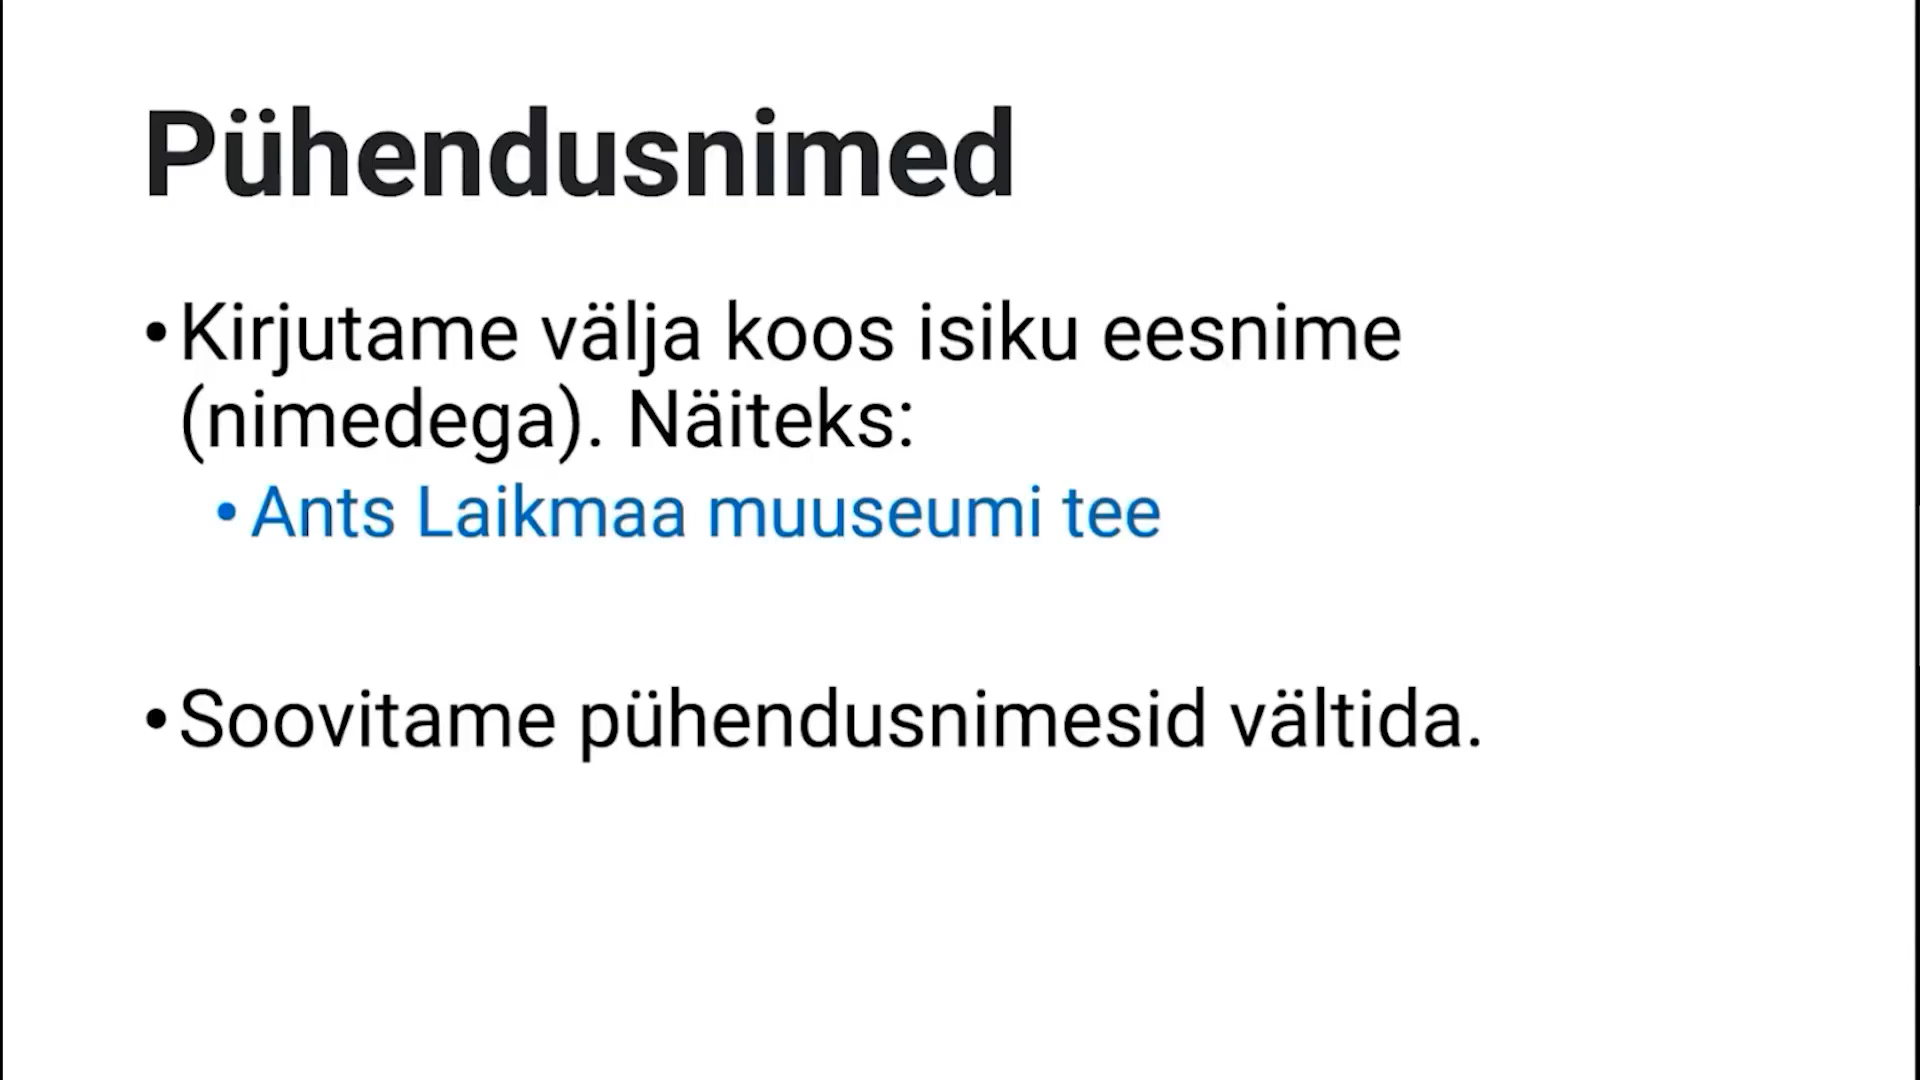 Pühendusnimed
•Kirjutame välja koos isiku eesnime
(nimedega). Näiteks:
•Ants Laikmaa muuseumi tee
•Soovitame pühendusnimesid vältida.